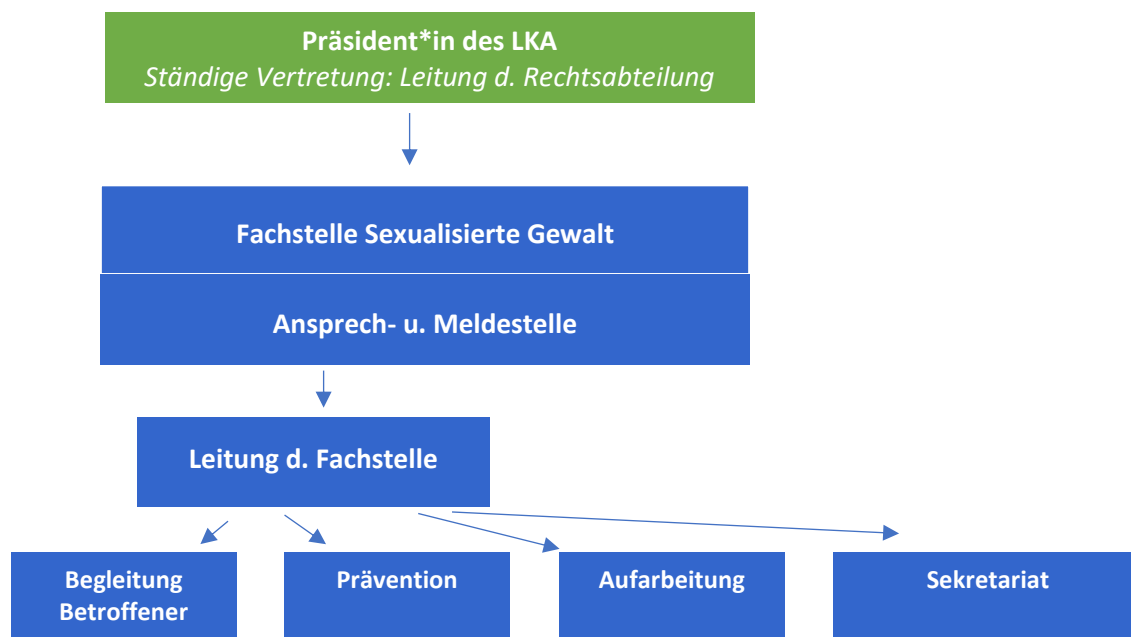 Präsident*in des LKA
Ständige Vertretung: Leitung d. Rechtsabteilung
Fachstelle Sexualisierte Gewalt
Ansprech- u. Meldestelle
Leitung d. Fachstelle
Begleitung
Betroffener
Prävention
Aufarbeitung
Sekretariat